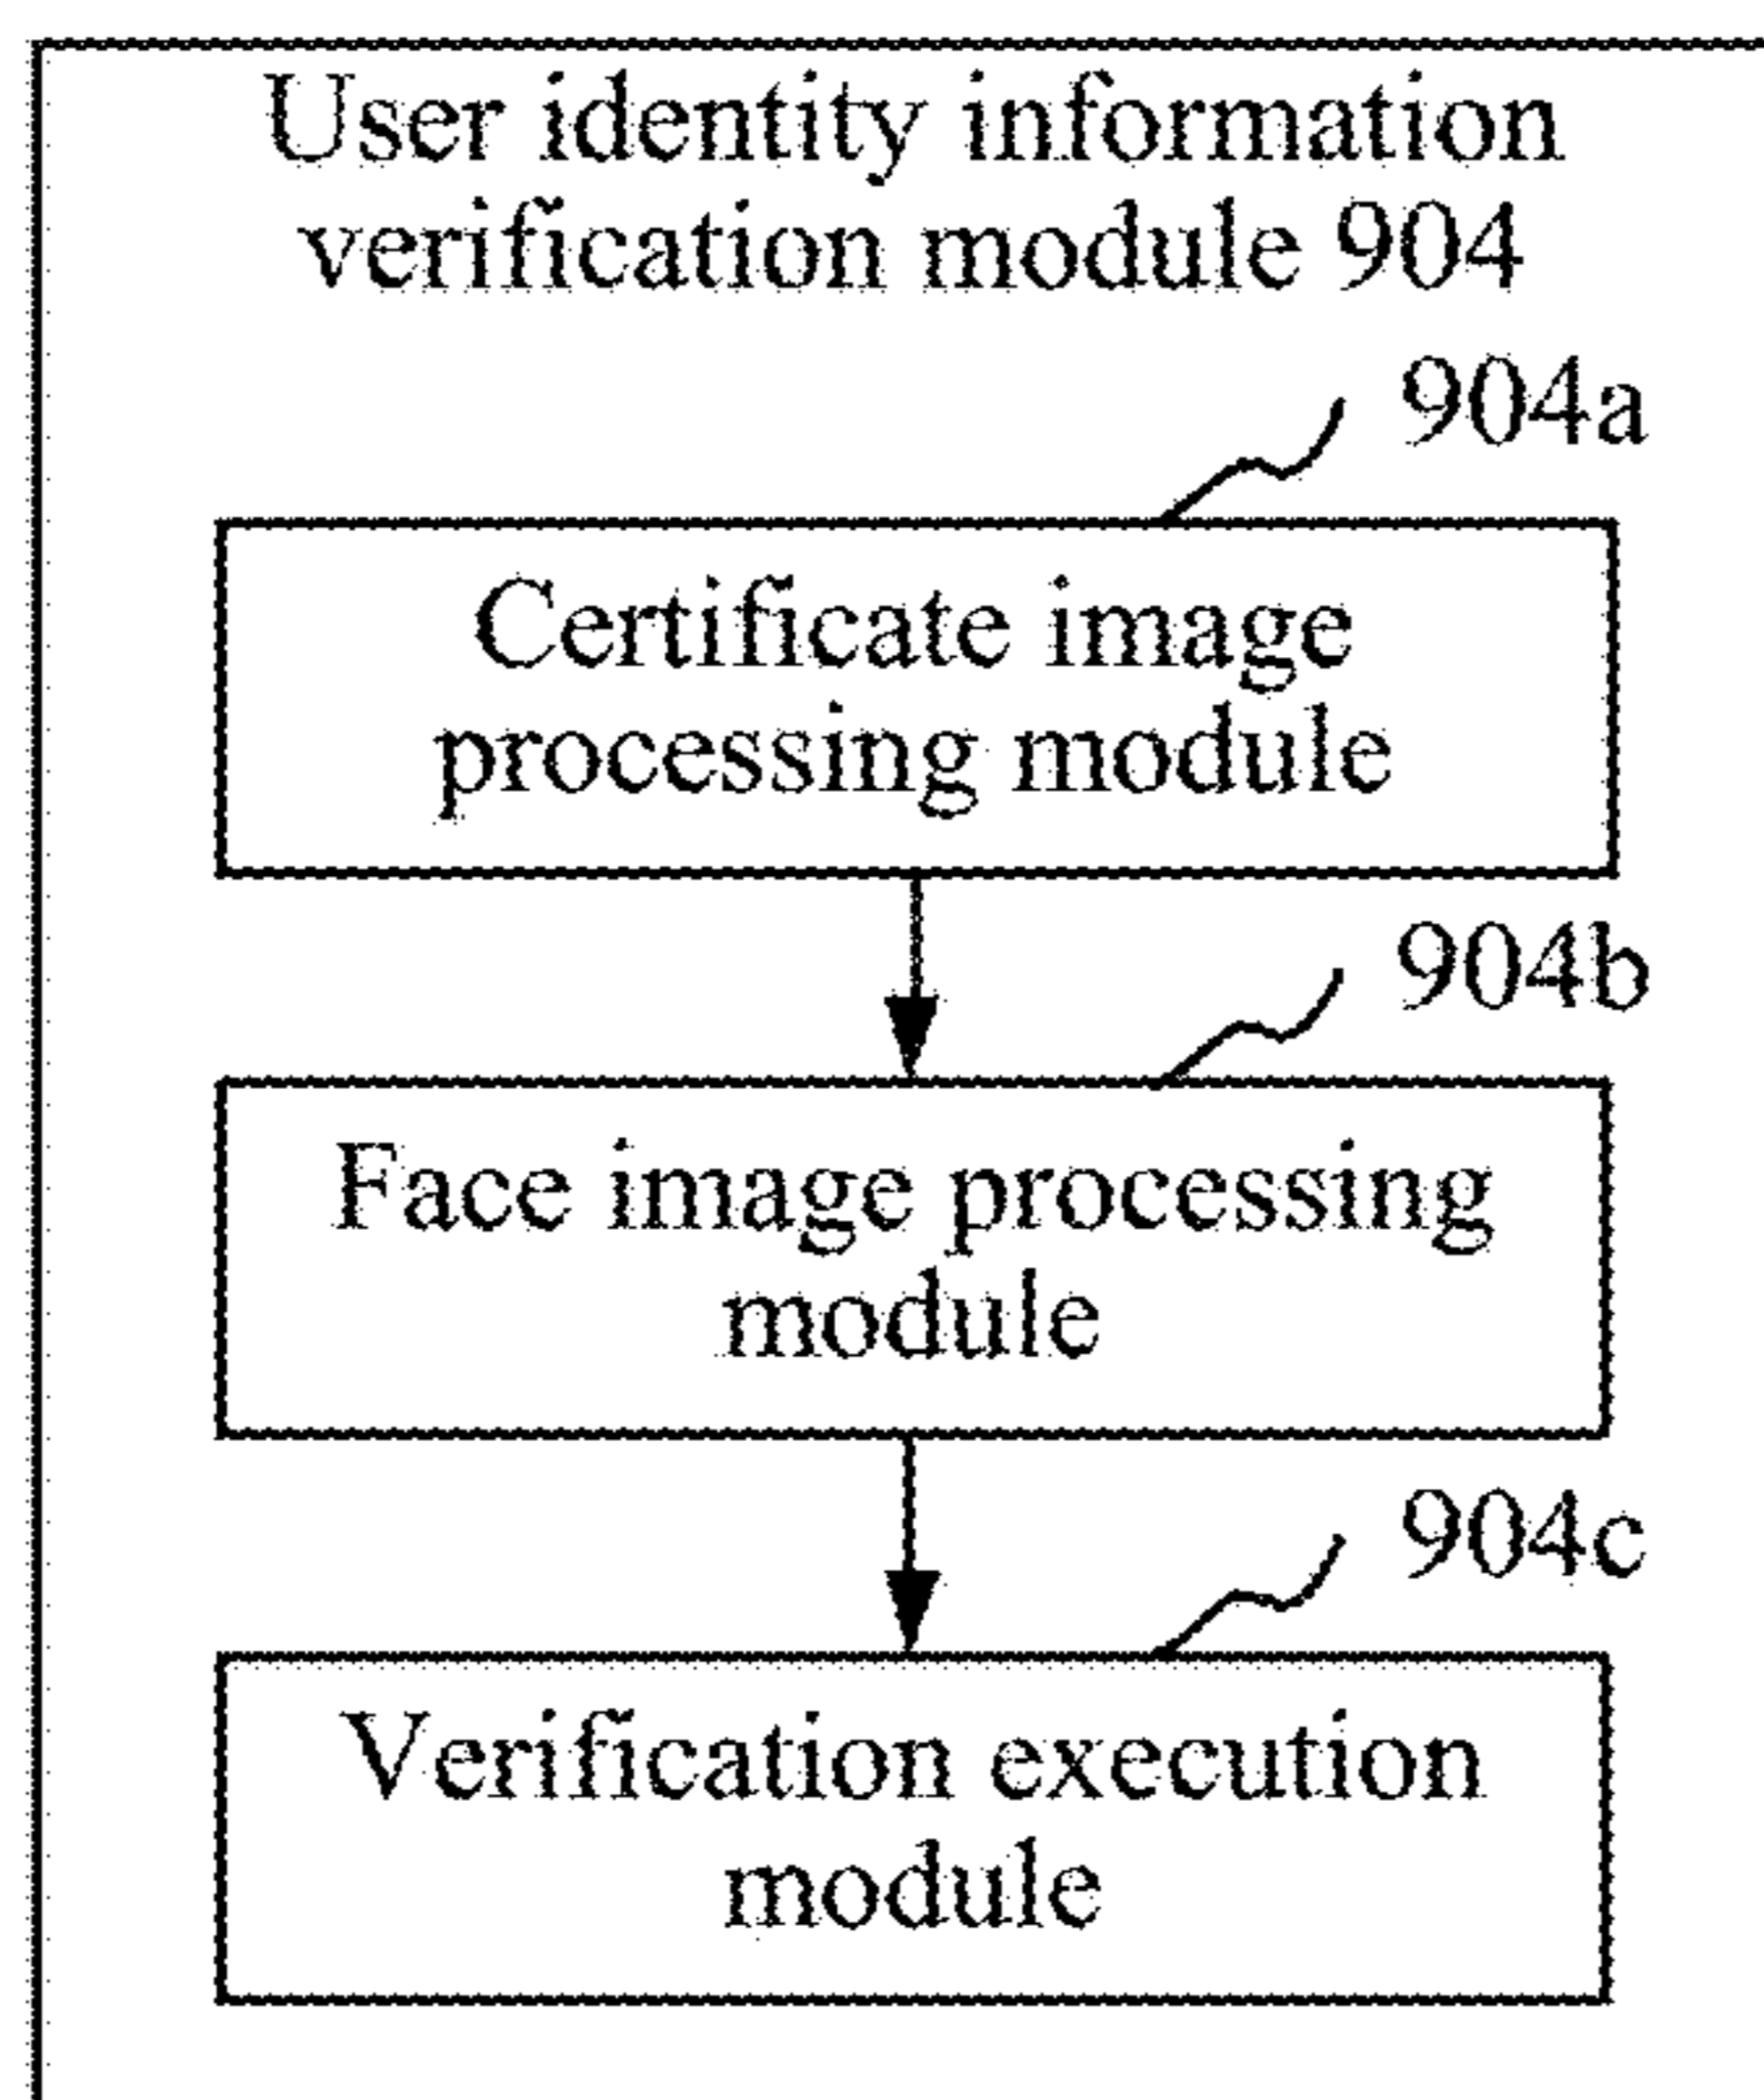 User identity information
verification module 904
904a
Certificate image
processing module
904b
Face image processing
module
904c
Verification execution
module